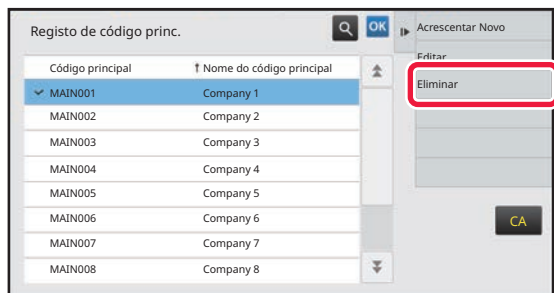 Registo de código princ.
OK
Acrescentar Novo
Editar
Eliminar
Código principal Nome do código principal
MAIN001 Company 1
MAIN002 Company 2
MAIN003 Company 3
MAIN004 Company 4
MAIN005 Company 5
MAIN006 Company 6
MAIN007 Company 7
MAIN008 Company 8
CA